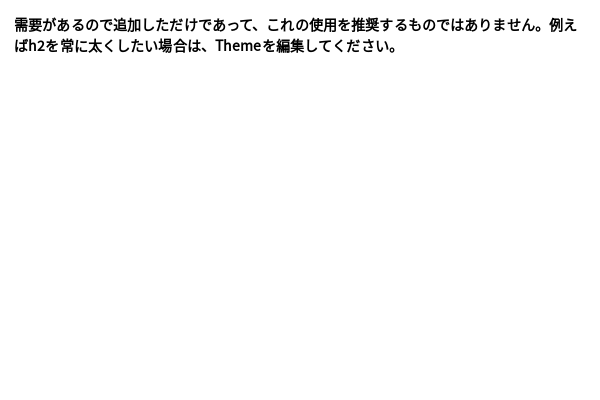 需要があるので追加しただけであって、これの使用を推奨するものではありません。例え
ばh2を常に太くしたい場合は、Themeを編集してください。